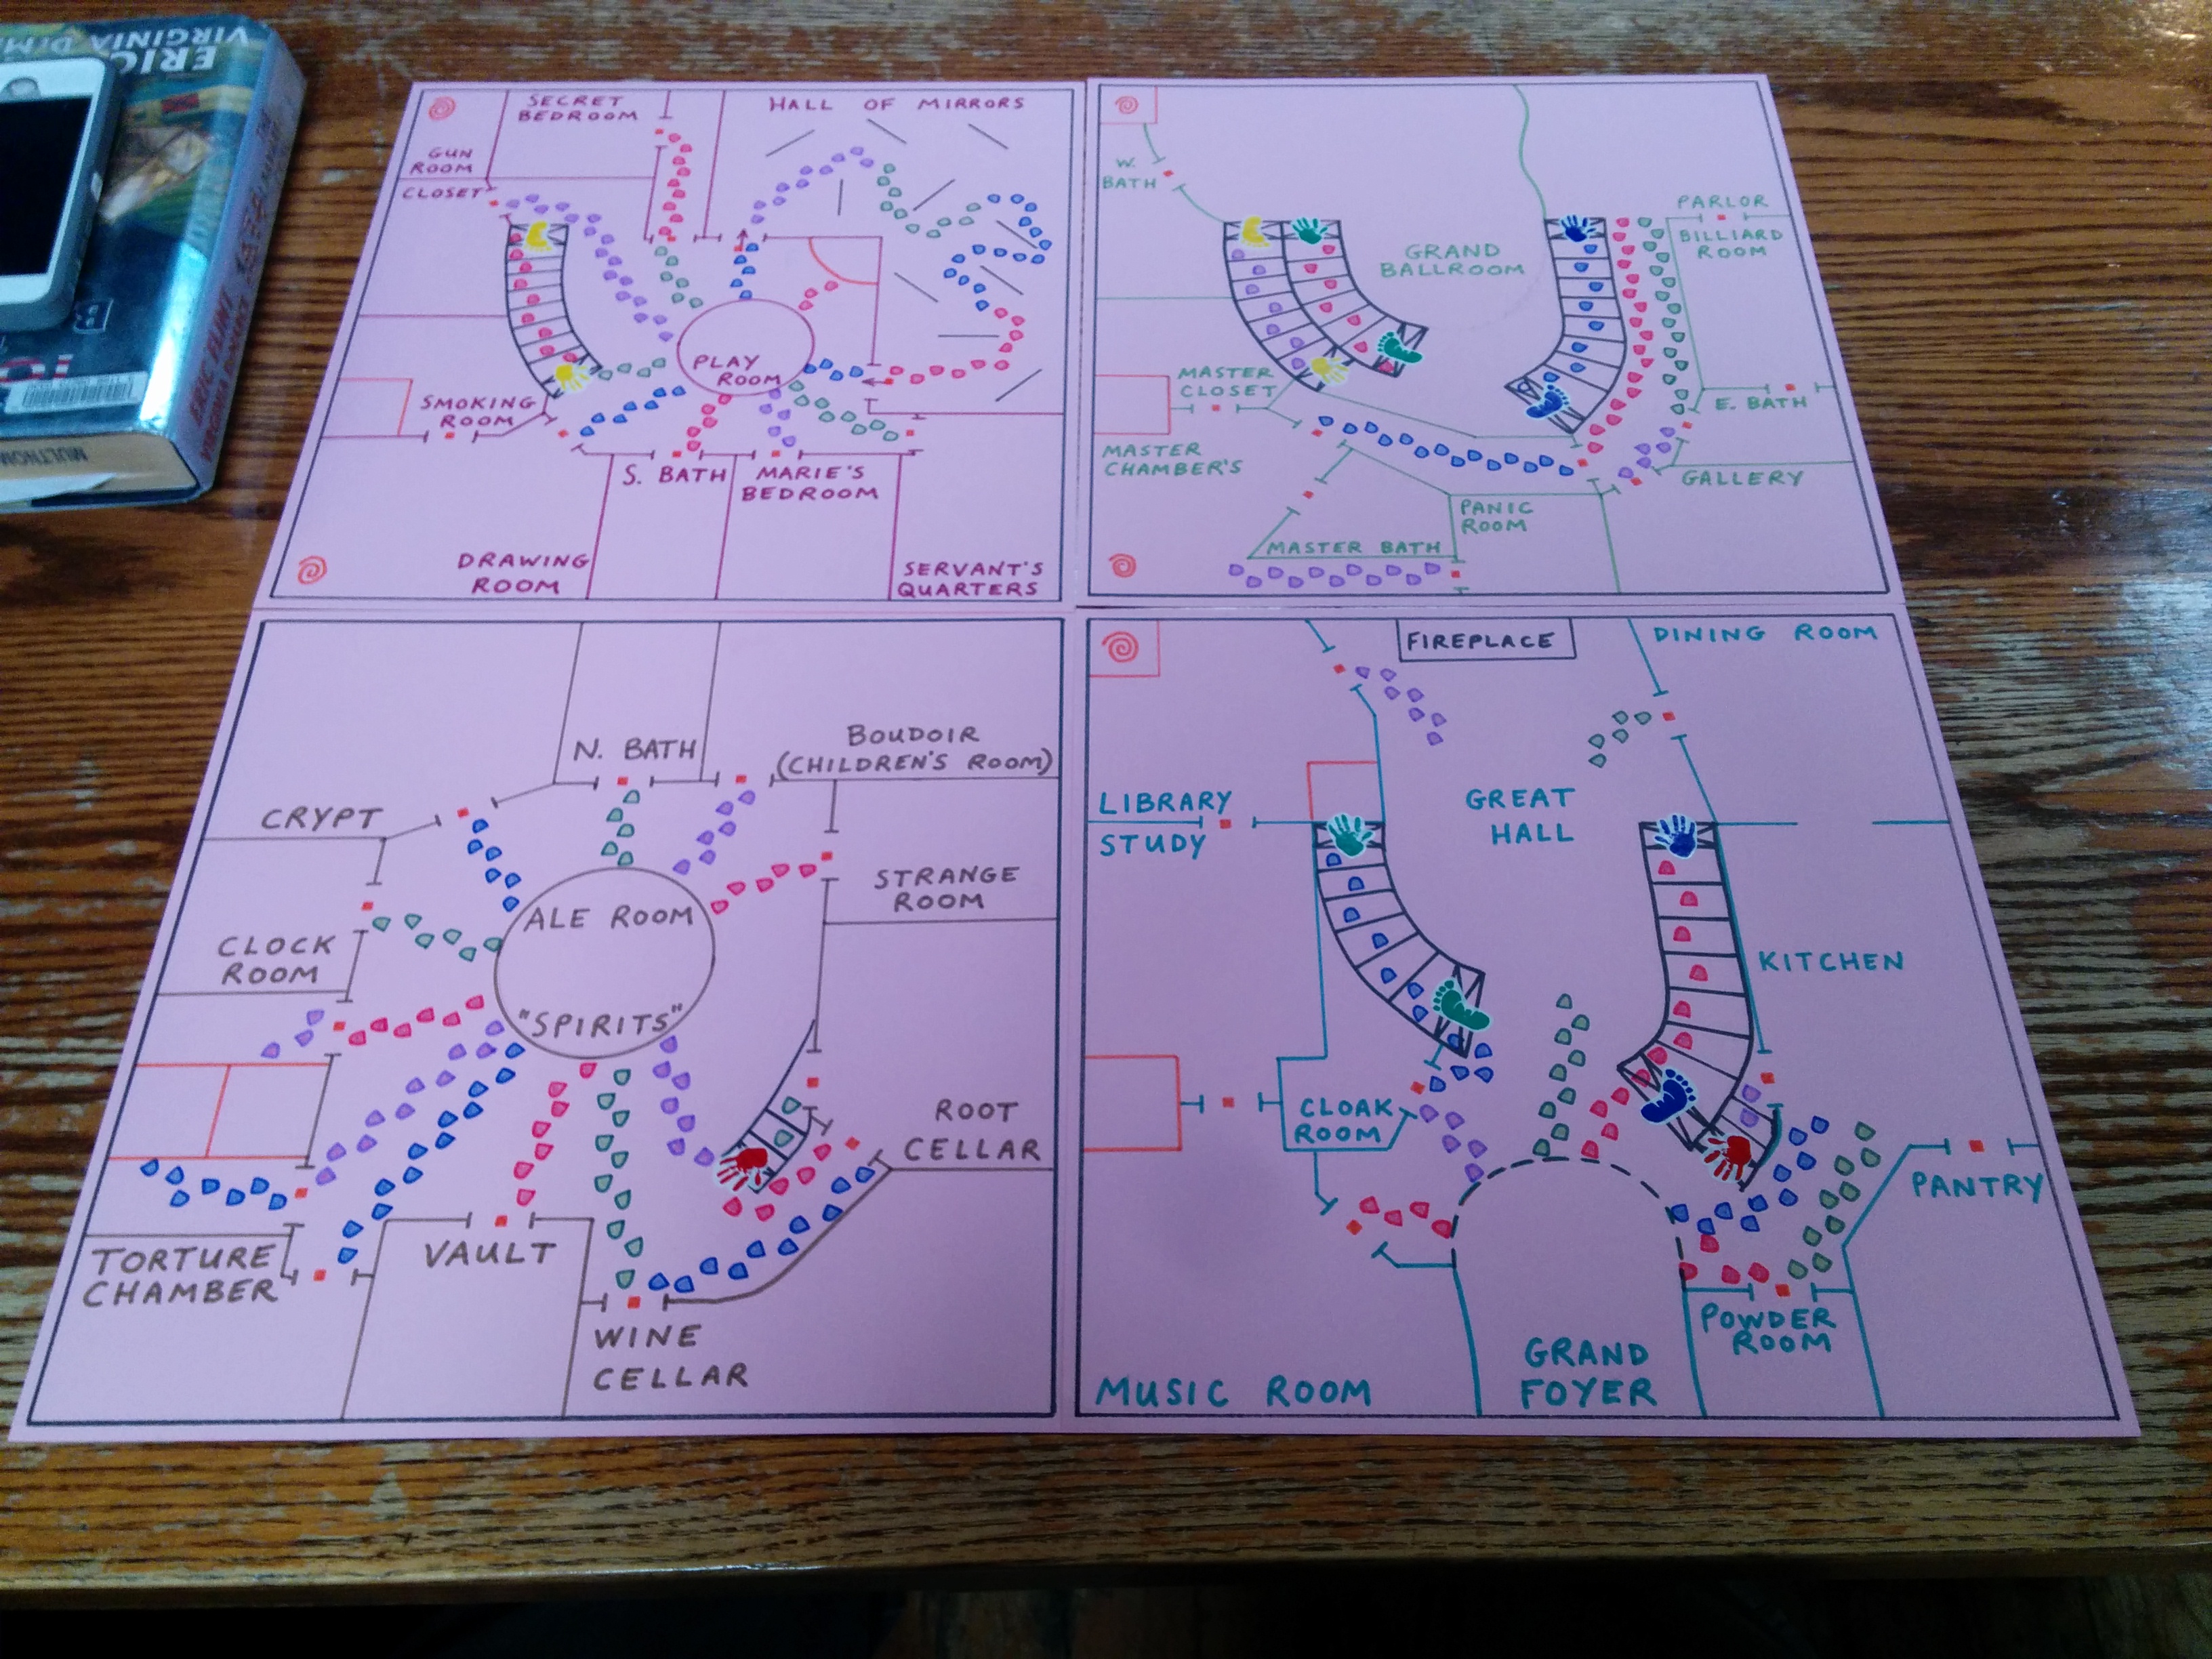 ERIC
VIRGINIA
MULTNOM
SECRET
BEDROOM
HALL OF MIRRORS
GUN
ROOM
CLOSET
PLAY
ROOM
SMOKING
ROOM
S. BATH
MARIE'S
BEDROOM
DRAWING
ROOM
SERVANT'S
QUARTERS
W.
BATH
GRAND
BALLROOM
PARLOR
BILLIARD
ROOM
MASTER
CLOSET
E. BATH
MASTER
CHAMBER'S
GALLERY
PANIC
ROOM
MASTER BATH
N. BATH
BOUDOIR
(CHILDREN'S ROOM)
CRYPT
STRANGE
ROOM
ALE ROOM
CLOCK
ROOM
"SPIRITS"
ROOT
CELLAR
TORTURE
CHAMBER
VAULT
WINE
CELLAR
FIREPLACE
DINING ROOM
LIBRARY
STUDY
GREAT
HALL
KITCHEN
CLOAK
ROOM
PANTRY
POWDER
ROOM
MUSIC ROOM
GRAND
FOYER